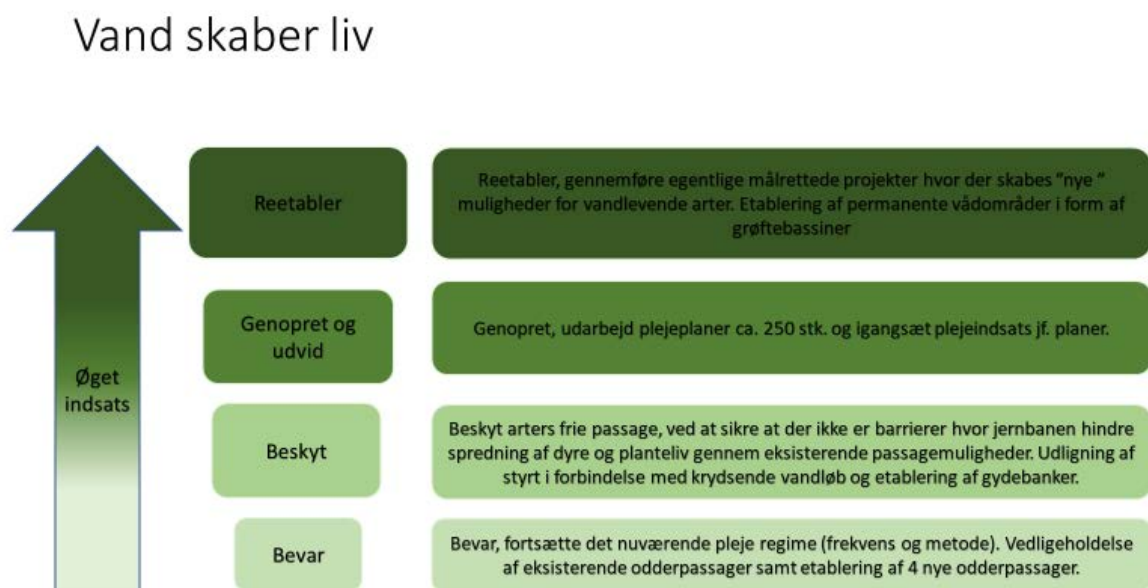 Vand skaber liv
Øget
indsats
Reetabler
Reetabler, gennemføre egentlige målrettede projekter hvor der skabes "nye "
muligheder for vandlevende arter. Etablering af permanente vådområder i form af
grøftebassiner
Genopret og
udvid
Genopret, udarbejd plejeplaner ca. 250 stk. og igangsæt plejeindsats jf. planer.
Beskyt
Beskyt arters frie passage, ved at sikre at der ikke er barrierer hvor jernbanen hindre
spredning af dyre og planteliv gennem eksisterende passagemuligheder. Udligning af
styrt i forbindelse med krydsende vandløb og etablering af gydebanker.
Bevar
Bevar, fortsætte det nuværende pleje regime (frekvens og metode). Vedligeholdelse
af eksisterende odderpassager samt etablering af 4 nye odderpassager.